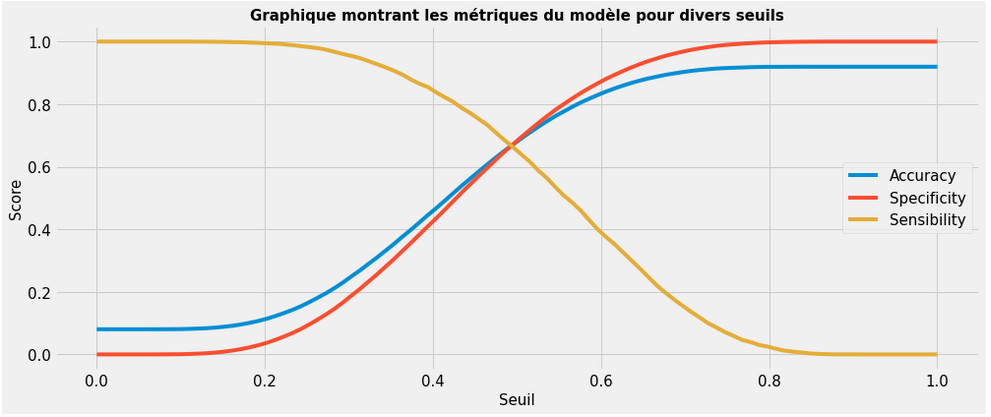 Graphique montrant les métriques du modèle pour divers seuils
1.0
0.8
0.6
0.4
0.2
0.0
Score
Accuracy
Specificity
Sensibility
0.0 0.2 0.4 0.6 0.8 1.0
Seuil